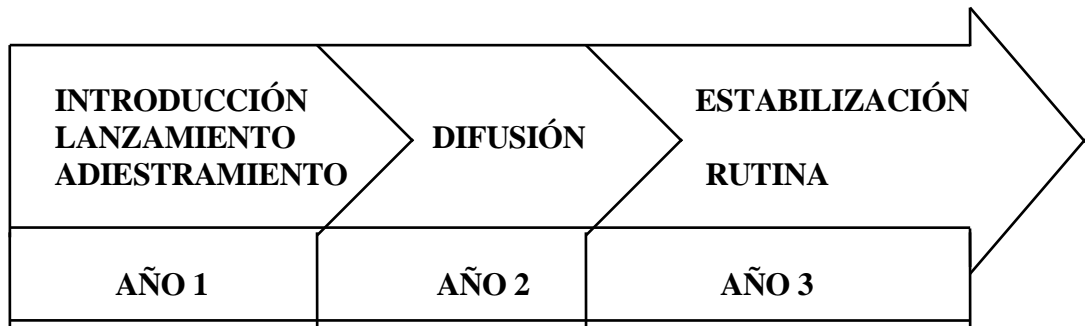 INTRODUCCIÓN
LANZAMIENTO
ADIESTRAMIENTO
DIFUSIÓN
ESTABILIZACIÓN
RUTINA
AÑO 1
AÑO 2
AÑO 3